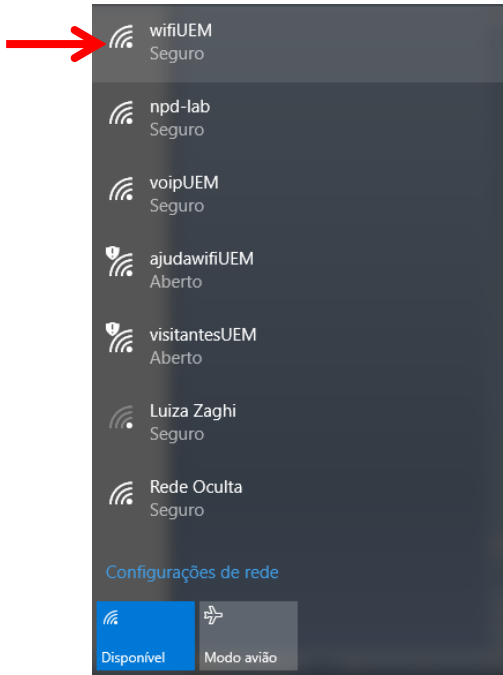 wifiUEM
Seguro
npd-lab
Seguro
voipUEM
Seguro
ajudawifiUEM
Aberto
visitantesUEM
Aberto
Luiza Zaghi
Seguro
Rede Oculta
Seguro
Configurações de rede
Disponível
Modo avião